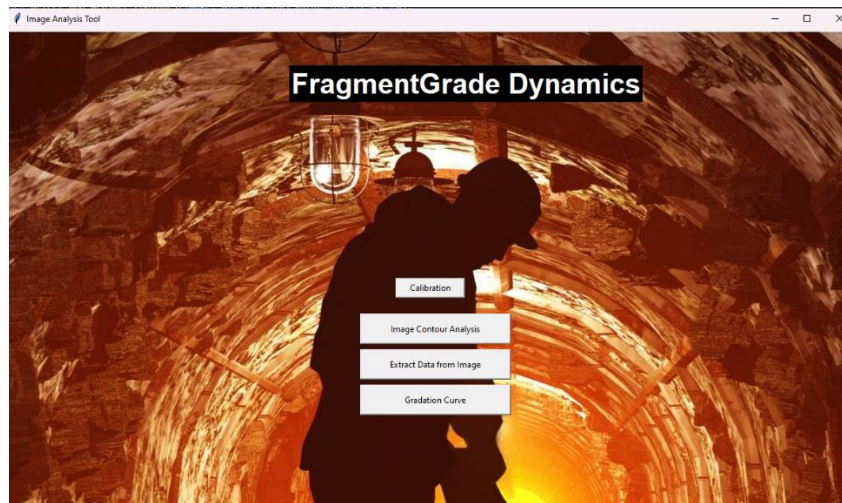 Image Analysis Tool
FragmentGrade Dynamics
Calibration
Image Contour Analysis
Extract Data from Image
Gradation Curve